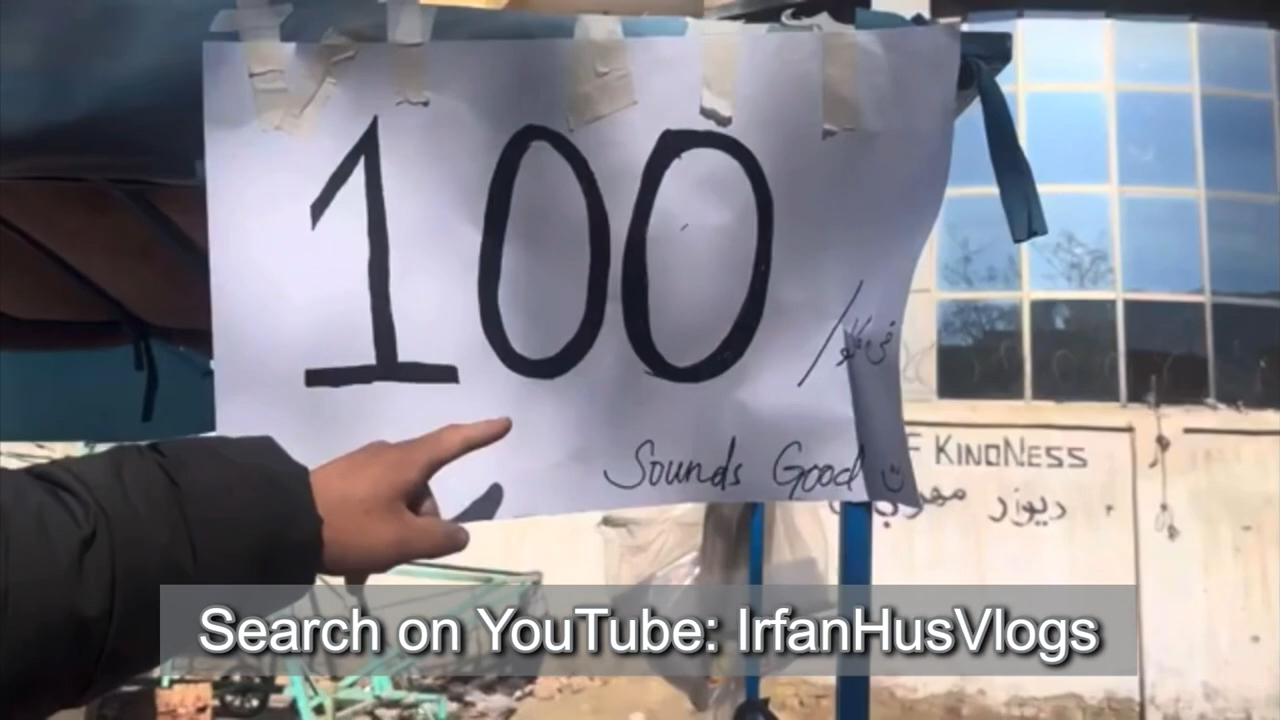 100
/ فی کلو
Sounds Good ت
F KINDNESS
دیوار مهربانی
Search on YouTube: IrfanHusVlogs